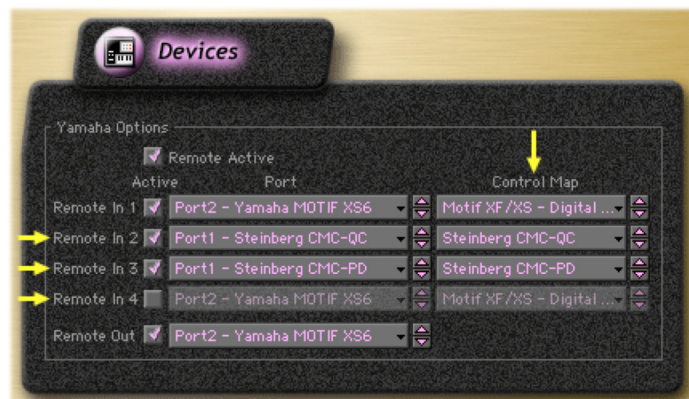 Devices
Yamaha Options
Remote Active
Active Port Control Map
Remote In 1 Port2 - Yamaha MOTIF XS6 Motif XF/XS - Digital ...
Remote In 2 Port1 - Steinberg CMC-QC Steinberg CMC-QC
Remote In 3 Port1 - Steinberg CMC-PD Steinberg CMC-PD
Remote In 4 Port2 - Yamaha MOTIF XS6 Motif XF/XS - Digital ...
Remote Out Port2 - Yamaha MOTIF XS6